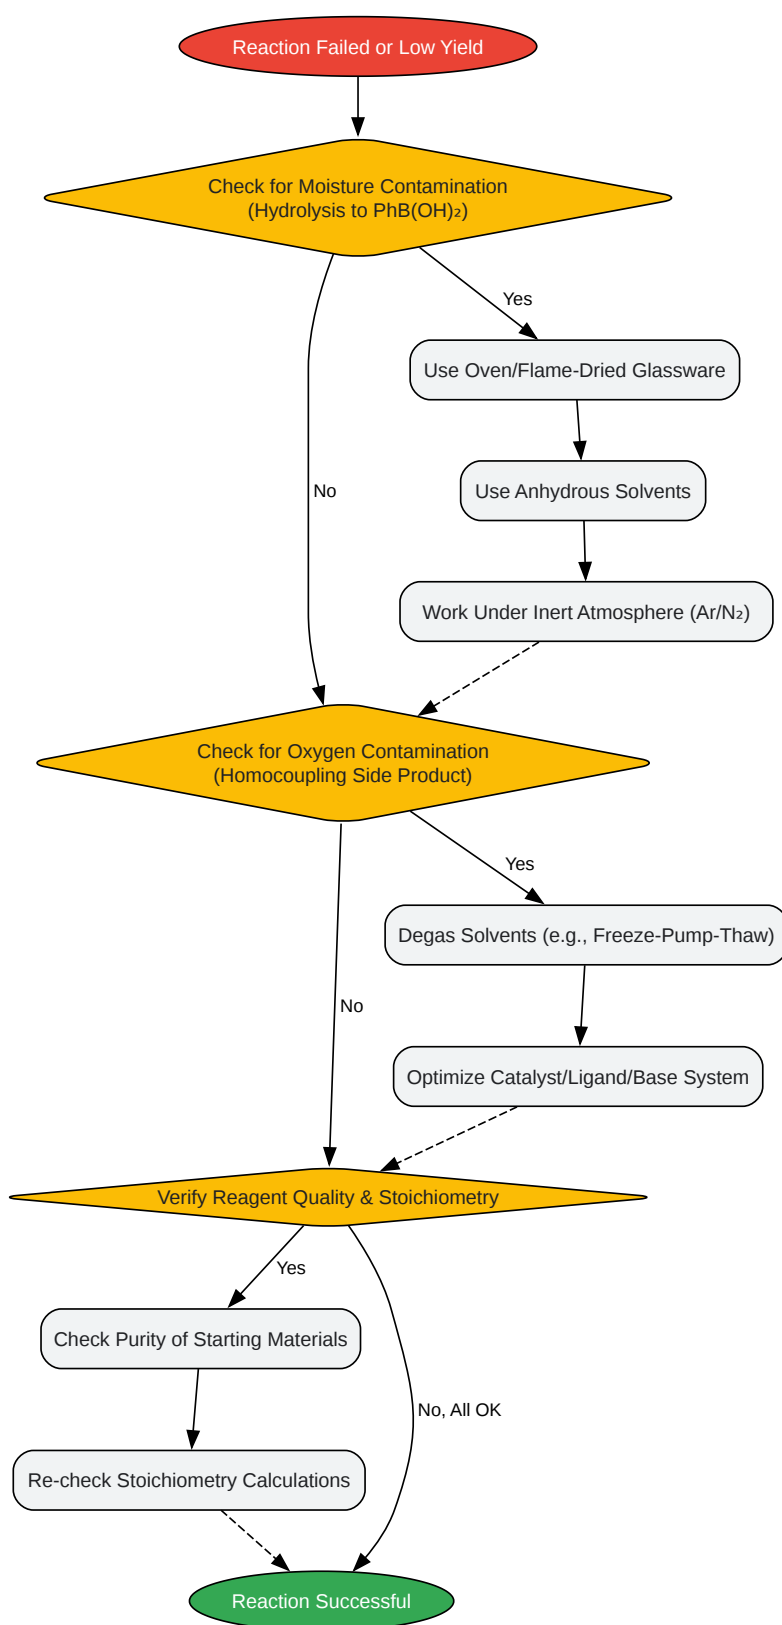 Reaction Failed or Low Yield
Check for Moisture Contamination
(Hydrolysis to PhB(OH)₂)
Yes
Use Oven/Flame-Dried Glassware
No
Use Anhydrous Solvents
Work Under Inert Atmosphere (Ar/N₂)
Check for Oxygen Contamination
(Homocoupling Side Product)
Yes
Degas Solvents (e.g., Freeze-Pump-Thaw)
No
Optimize Catalyst/Ligand/Base System
Verify Reagent Quality & Stoichiometry
Yes
Check Purity of Starting Materials
No, All OK
Re-check Stoichiometry Calculations
Reaction Successful